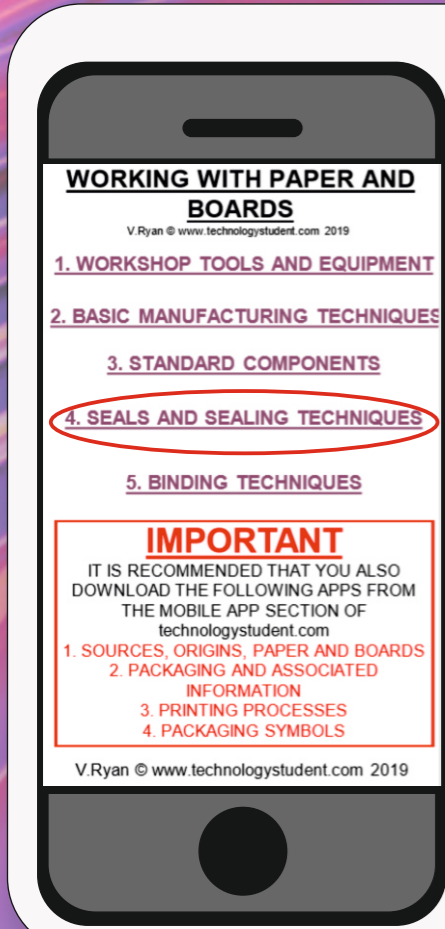 WORKING WITH PAPER AND
BOARDS
V.Ryan © www.technologystudent.com 2019
1. WORKSHOP TOOLS AND EQUIPMENT
2. BASIC MANUFACTURING TECHNIQUES
3. STANDARD COMPONENTS
4. SEALS AND SEALING TECHNIQUES
5. BINDING TECHNIQUES
IMPORTANT
IT IS RECOMMENDED THAT YOU ALSO
DOWNLOAD THE FOLLOWING APPS FROM
THE MOBILE APP SECTION OF
technologystudent.com
1. SOURCES, ORIGINS, PAPER AND BOARDS
2. PACKAGING AND ASSOCIATED
INFORMATION
3. PRINTING PROCESSES
4. PACKAGING SYMBOLS
V.Ryan © www.technologystudent.com 2019